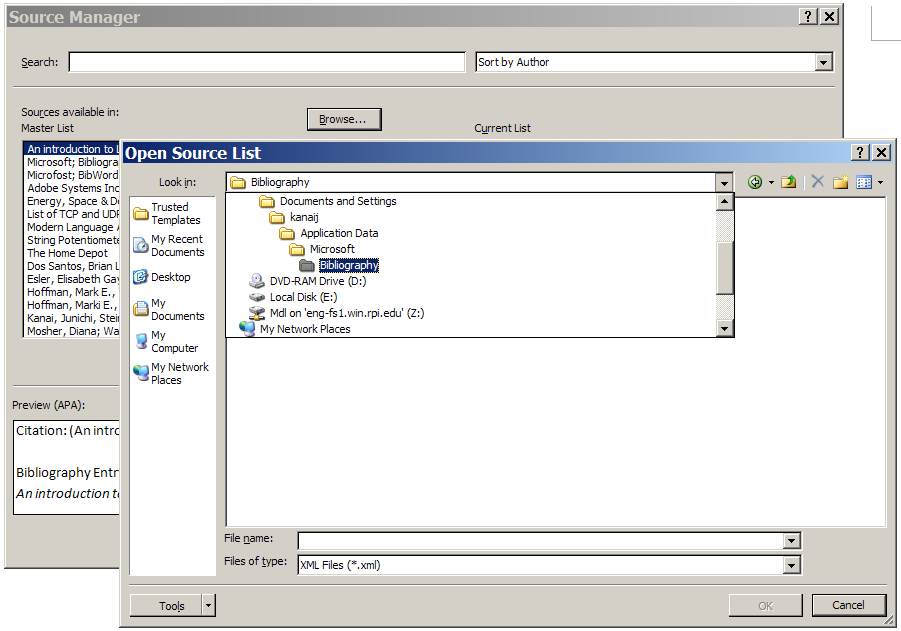 Source Manager
Search:
Sort by Author
Sources available in:
Master List
Browse...
Current List
An introduction to L
Microsoft; Bibliogra
Microfost; BibWord
Adobe Systems Inc
Energy, Space & De
List of TCP and UDP
Modern Language A
String Potentiomete
The Home Depot
Dos Santos, Brian L
Esler, Elisabeth Gay
Hoffman, Mark E.,
Hoffman, Marki E.,
Kanai, Junichi, Stei
Mosher, Diana; Wa
Preview (APA):
Citation: (An intro
Bibliography Entr
An introduction to
Open Source List
Look in:
Bibliography
Trusted
Templates
My Recent
Documents
Desktop
My
Documents
My
Computer
My Network
Places
Documents and Settings
kanaij
Application Data
Microsoft
Bibliography
DVD-RAM Drive (D:)
Local Disk (E:)
Mdl on 'eng-fs1.win.rpi.edu' (Z:)
My Network Places
File name:
Files of type:
XML Files (*.xml)
Tools
OK
Cancel